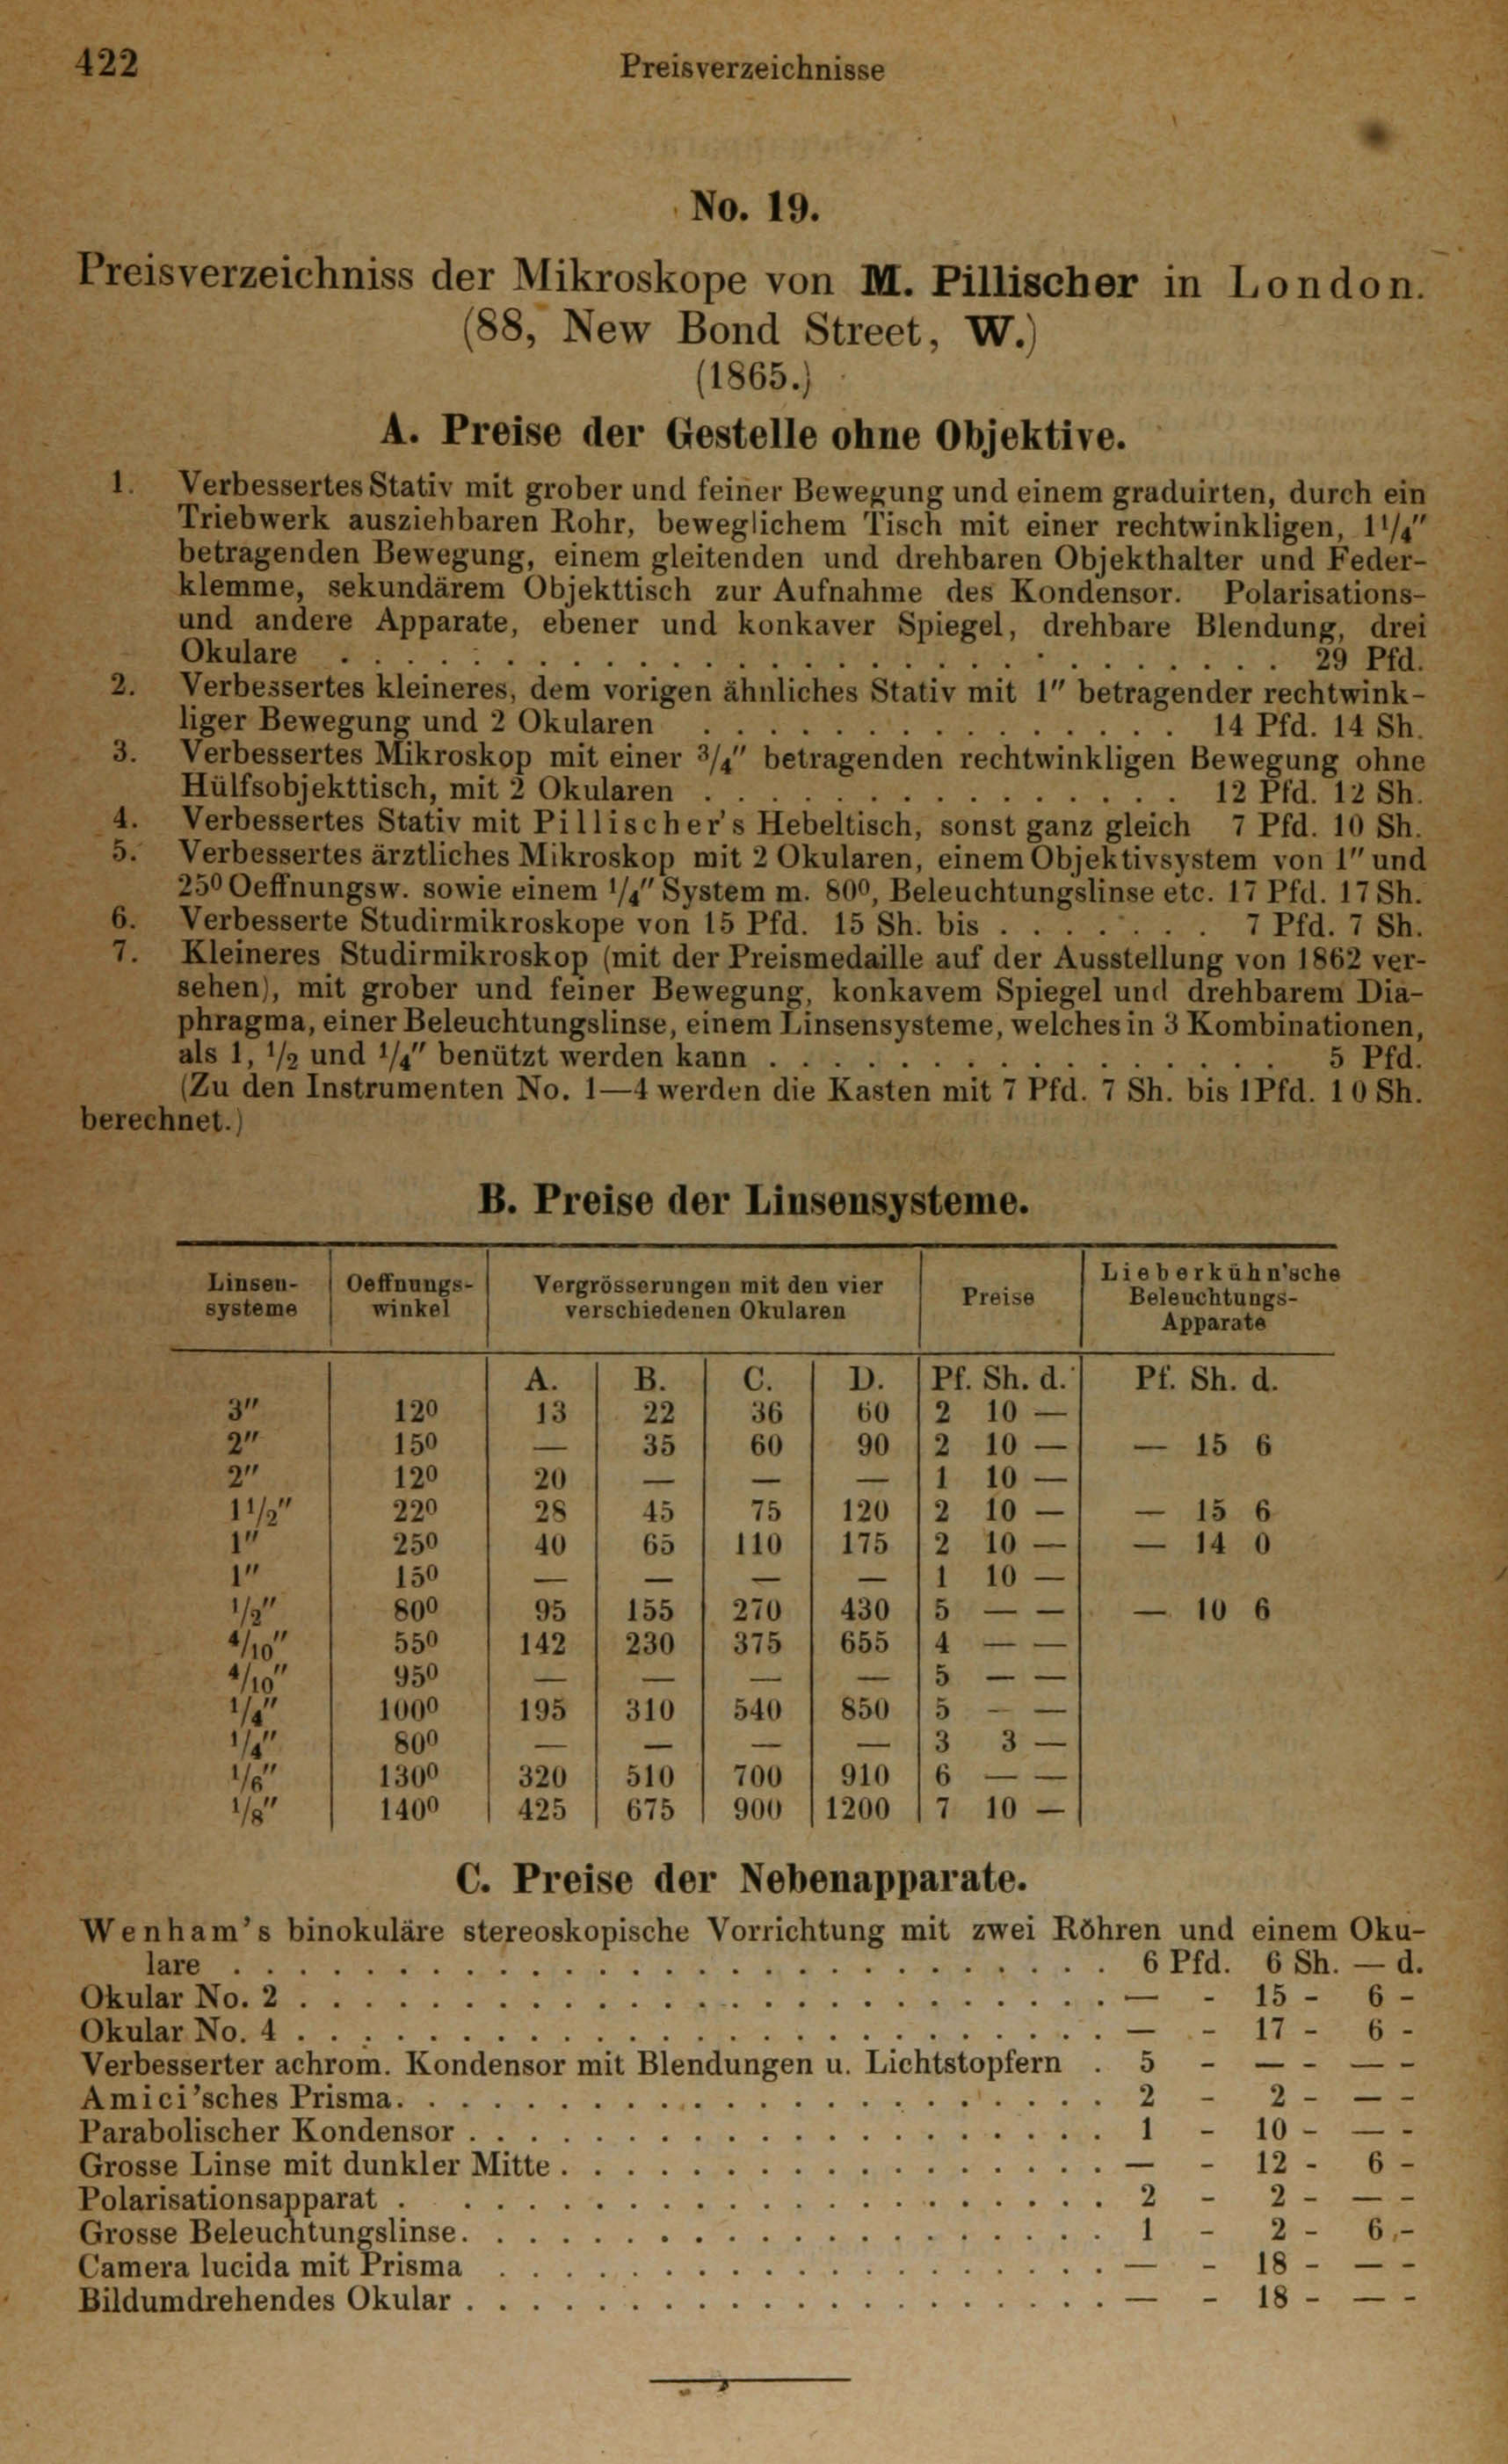 422
Preisverzeichnisse
No. 19.
Preisverzeichniss der Mikroskope von M. Pillischer in London.
(88, New Bond Street, W.)
(1865.)
A. Preise der Gestelle ohne Objektive.
1. Verbessertes Stativ mit grober und feiner Bewegung und einem graduirten, durch ein
Triebwerk ausziehbaren Rohr, beweglichem Tisch mit einer rechtwinkligen, 1 1/4"
betragenden Bewegung, einem gleitenden und drehbaren Objekthalter und Feder-
klemme, sekundärem Objekttisch zur Aufnahme des Kondensor. Polarisations-
und andere Apparate, ebener und konkaver Spiegel, drehbare Blendung, drei
Okulare . . . . . . . . . . . . . . . . . . . . . . . . . . . . . 29 Pfd.
2. Verbessertes kleineres, dem vorigen ähnliches Stativ mit 1" betragender rechtwink-
liger Bewegung und 2 Okularen . . . . . . . . . . . . . . . 14 Pfd. 14 Sh.
3. Verbessertes Mikroskop mit einer 3/4" betragenden rechtwinkligen Bewegung ohne
Hülfsobjekttisch, mit 2 Okularen . . . . . . . . . . . . . . . 12 Pfd. 12 Sh.
4. Verbessertes Stativ mit Pillischer's Hebeltisch, sonst ganz gleich 7 Pfd. 10 Sh.
5. Verbessertes ärztliches Mikroskop mit 2 Okularen, einem Objektivsystem von 1" und
25⁰ Oeffnungsw. sowie einem 1/4" System m. 80⁰, Beleuchtungslinse etc. 17 Pfd. 17 Sh.
6. Verbesserte Studirmikroskope von 15 Pfd. 15 Sh. bis . . . . . . . 7 Pfd. 7 Sh.
7. Kleineres Studirmikroskop (mit der Preismedaille auf der Ausstellung von 1862 ver-
sehen), mit grober und feiner Bewegung, konkavem Spiegel und drehbarem Dia-
phragma, einer Beleuchtungslinse, einem Linsensysteme, welches in 3 Kombinationen,
als 1, 1/2 und 1/4" benützt werden kann . . . . . . . . . . . . . . . . 5 Pfd.
(Zu den Instrumenten No. 1—4 werden die Kasten mit 7 Pfd. 7 Sh. bis 1 Pfd. 10 Sh.
berechnet.)
B. Preise der Linsensysteme.
Linsen-systeme Oeffnungs-winkel Vergrösserungen mit den vier verschiedenen Okularen Preise Lieberkühn'sche Beleuchtungs-Apparate
A. B. C. D. Pf. Sh. d. Pf. Sh. d.
3" 12⁰ 13 22 36 60 2 10 —
2" 15⁰ — 35 60 90 2 10 — — 15 6
2" 12⁰ 20 — — — 1 10 —
1 1/2" 22⁰ 28 45 75 120 2 10 — — 15 6
1" 25⁰ 40 65 110 175 2 10 — — 14 0
1" 15⁰ — — — — 1 10 —
1/2" 80⁰ 95 155 270 430 5 — — — 10 6
4/10" 55⁰ 142 230 375 655 4 — —
4/10" 95⁰ — — — — 5 — —
1/4" 100⁰ 195 310 540 850 5 — —
1/4" 80⁰ — — — — 3 3 —
1/6" 130⁰ 320 510 700 910 6 — —
1/8" 140⁰ 425 675 900 1200 7 10 —
C. Preise der Nebenapparate.
Wenham's binokuläre stereoskopische Vorrichtung mit zwei Röhren und einem Oku-
lare . . . . . . . . . . . . . . . . . . . . . . . . . . . 6 Pfd. 6 Sh. — d.
Okular No. 2 . . . . . . . . . . . . . . . . . . . . . . . . — - 15 - 6 -
Okular No. 4 . . . . . . . . . . . . . . . . . . . . . . . . — - 17 - 6 -
Verbesserter achrom. Kondensor mit Blendungen u. Lichtstopfern . 5 - — - — -
Amici'sches Prisma . . . . . . . . . . . . . . . . . . . . . . 2 - 2 - — -
Parabolischer Kondensor . . . . . . . . . . . . . . . . . . . . 1 - 10 - — -
Grosse Linse mit dunkler Mitte . . . . . . . . . . . . . . . . . — - 12 - 6 -
Polarisationsapparat . . . . . . . . . . . . . . . . . . . . . 2 - 2 - — -
Grosse Beleuchtungslinse . . . . . . . . . . . . . . . . . . . . 1 - 2 - 6 -
Camera lucida mit Prisma . . . . . . . . . . . . . . . . . . . — - 18 - — -
Bildumdrehendes Okular . . . . . . . . . . . . . . . . . . . . — - 18 - — -